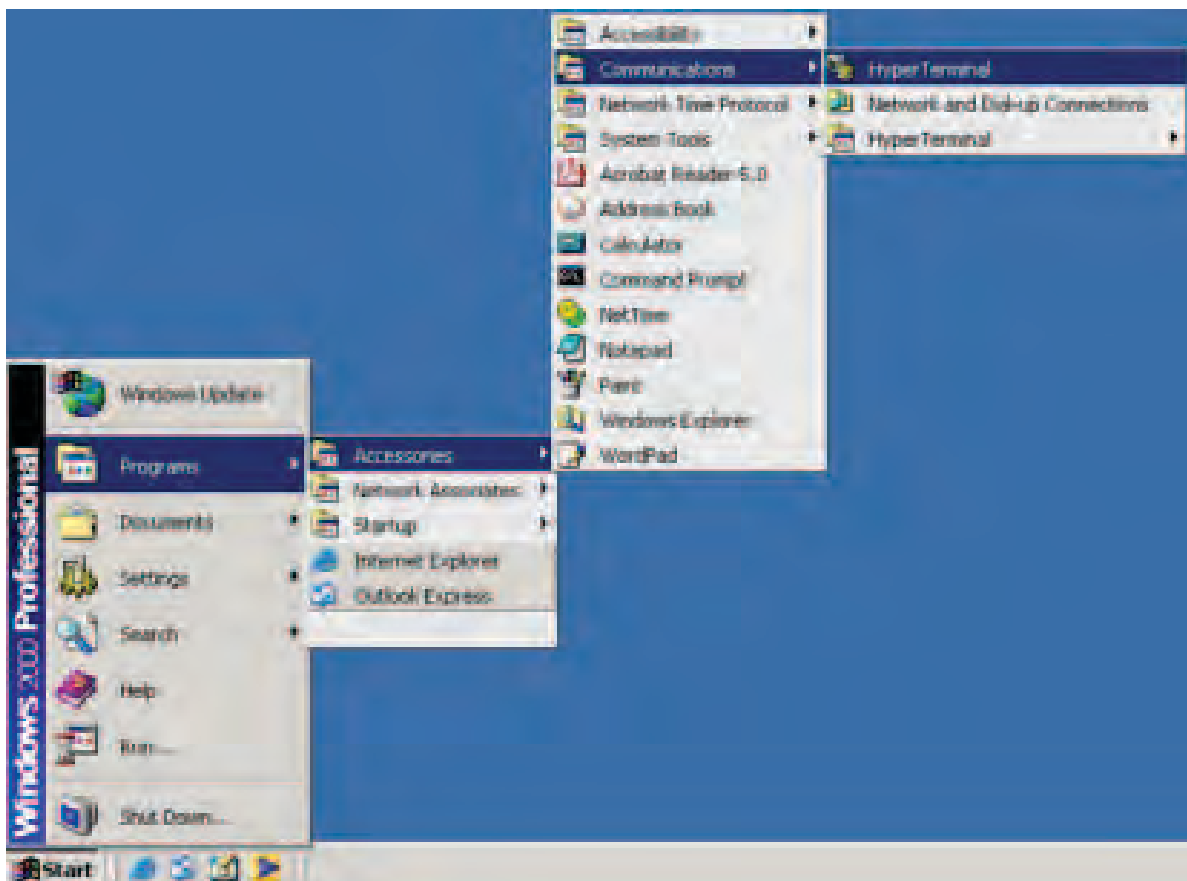 Accessibility
Communications
Network Time Protocol
System Tools
Acrobat Reader 5.0
Address Book
Calculator
Command Prompt
NetTime
Notepad
Paint
Windows Explorer
WordPad
HyperTerminal
Network and Dial-up Connections
HyperTerminal
Windows Update
Programs
Documents
Settings
Search
Help
Run...
Shut Down...
Accessories
Network Associates
Startup
Internet Explorer
Outlook Express
Windows 2000 Professional
Start